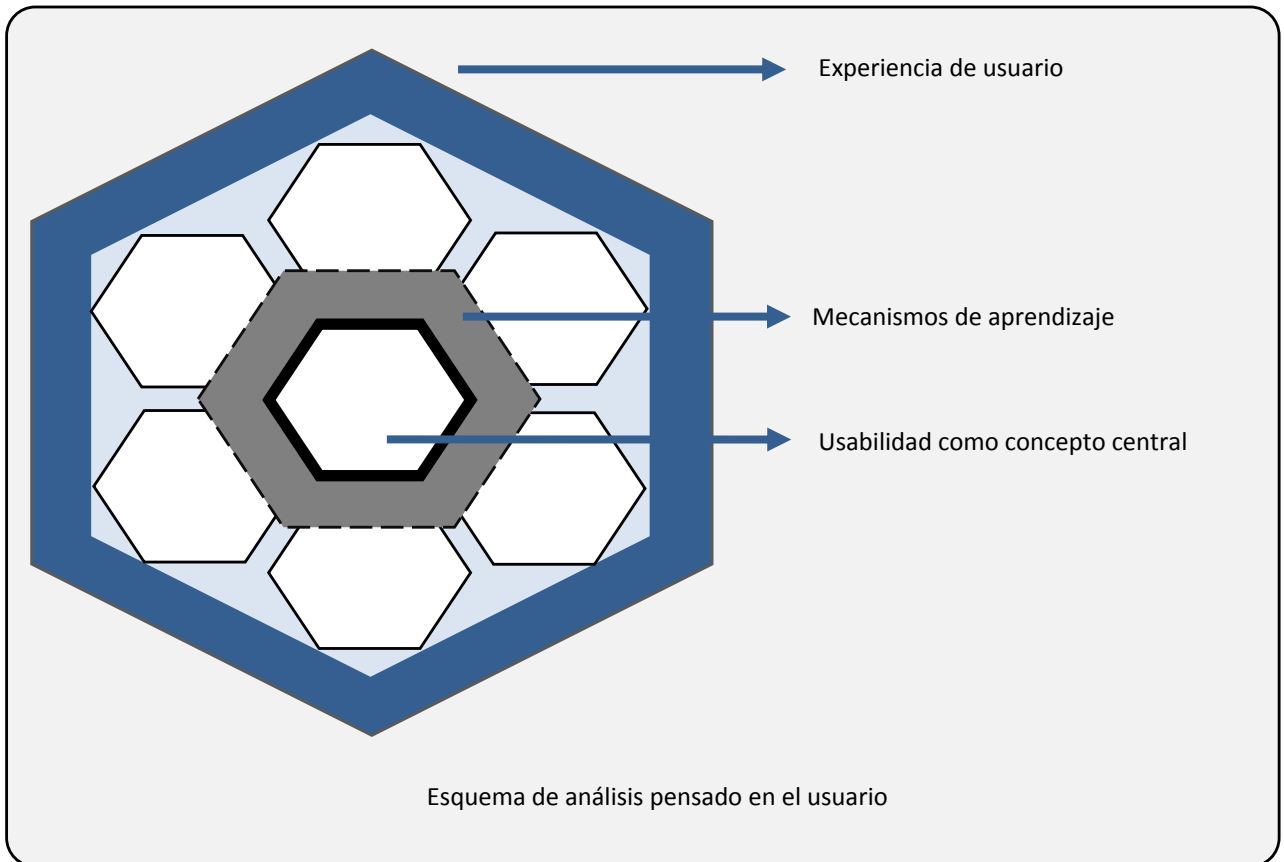 Experiencia de usuario
Mecanismos de aprendizaje
Usabilidad como concepto central
Esquema de análisis pensado en el usuario